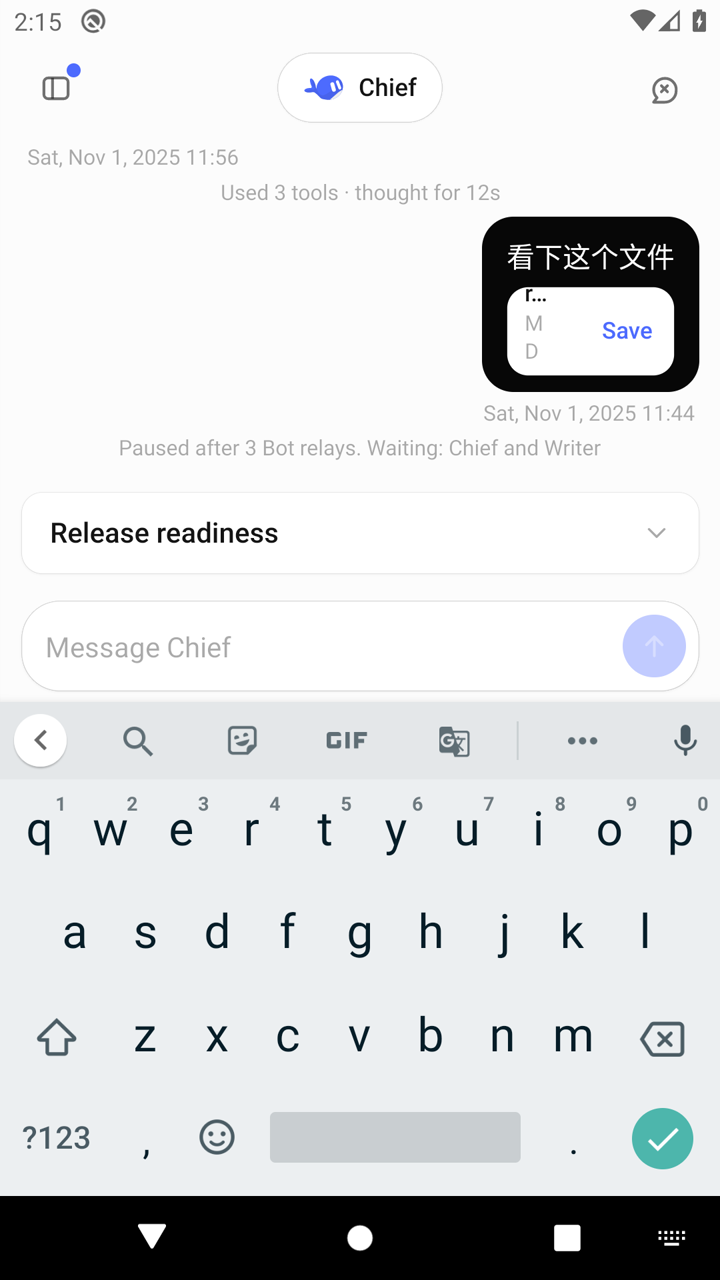 2:15
Chief
Sat, Nov 1, 2025 11:56
Used 3 tools · thought for 12s
看下这个文件
r...
M
D
Save
Sat, Nov 1, 2025 11:44
Paused after 3 Bot relays. Waiting: Chief and Writer
Release readiness
Message Chief
GIF
1 2 3 4 5 6 7 8 9 0
q w e r t y u i o p
a s d f g h j k l
z x c v b n m
?123 , .